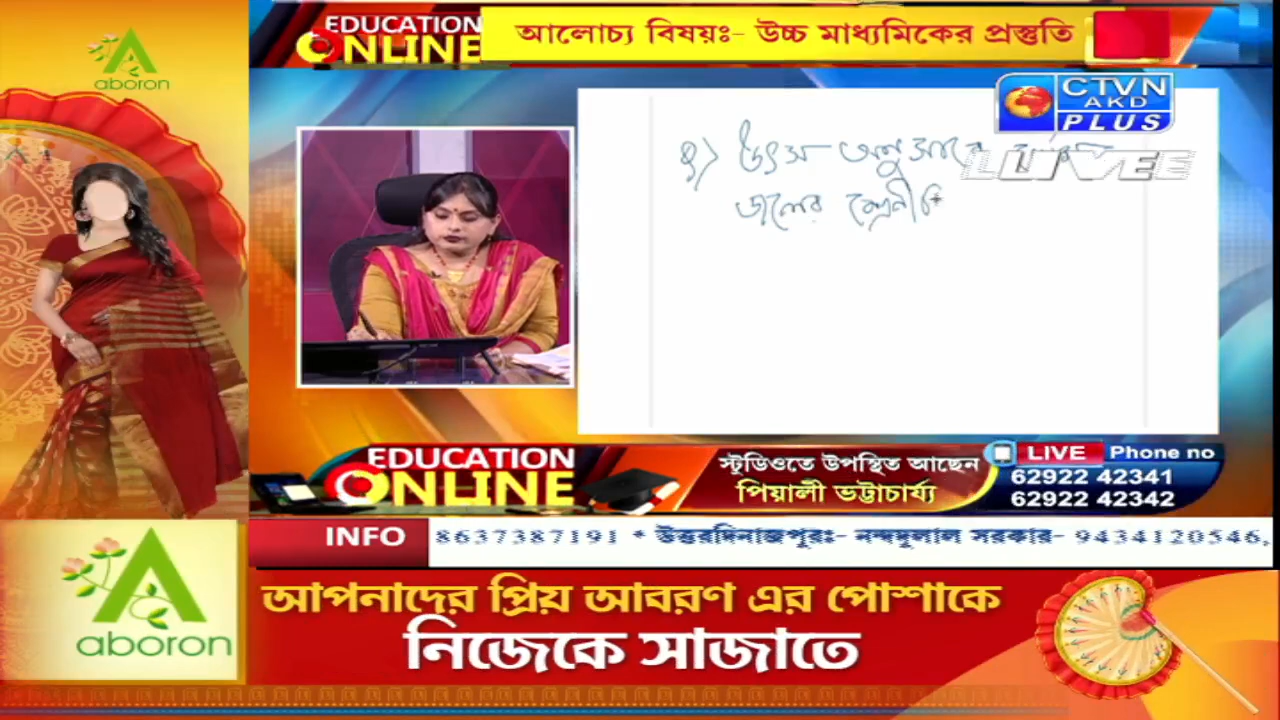 aboron
EDUCATION
ONLINE
আলোচ্য বিষয়ঃ- উচ্চ মাধ্যমিকের প্রস্তুতি
CTVN
AKD
PLUS
উৎস অনুসারে
জলের শ্রেণী
EDUCATION
ONLINE
স্টুডিওতে উপস্থিত আছেন
পিয়ালী ভট্টাচার্য্য
LIVE Phone no
62922 42341
62922 42342
INFO
8637387191 * উত্তরদিনাজপুরঃ- নন্দদুলাল সরকার- 9434120546,
aboron
আপনাদের প্রিয় আবরণ এর পোশাকে
নিজেকে সাজাতে